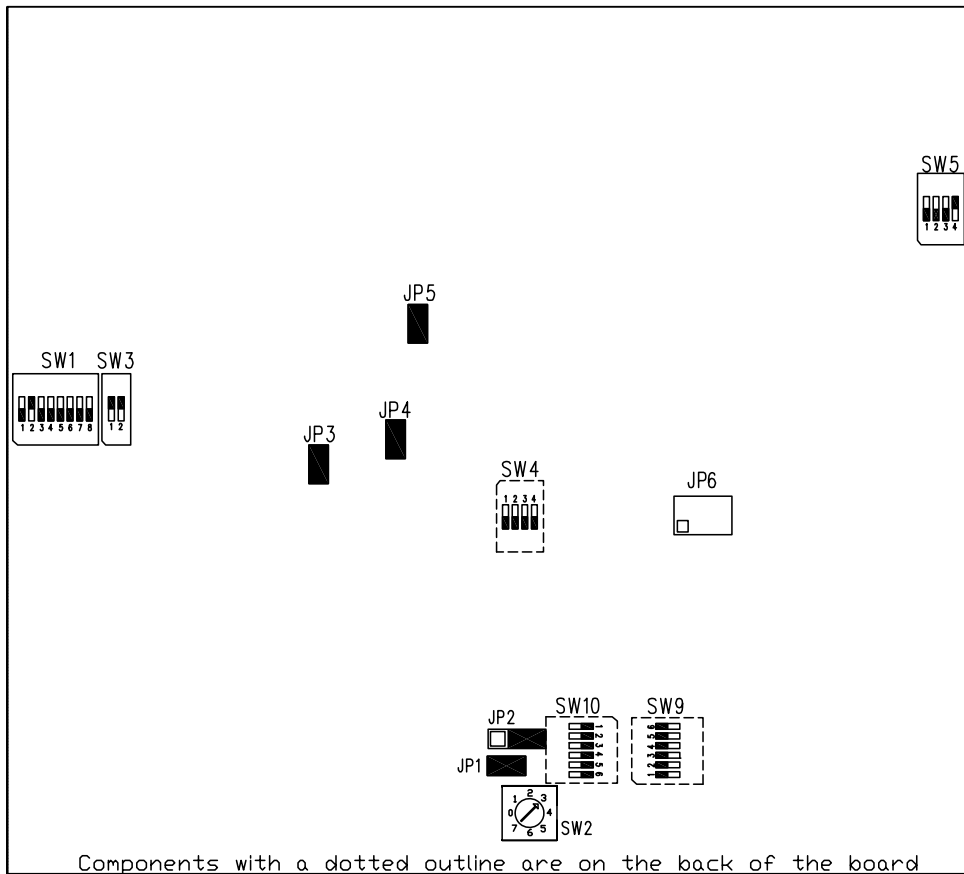 SW5
1 2 3 4
JP5
SW1 SW3
1 2 3 4 5 6 7 8
1 2
JP4
JP3
SW4
1 2 3 4
JP6
SW10
1
2
3
4
5
6
SW9
6
5
4
3
2
1
JP2
JP1
0 1 2 3 4 5 6 7
SW2
Components with a dotted outline are on the back of the board